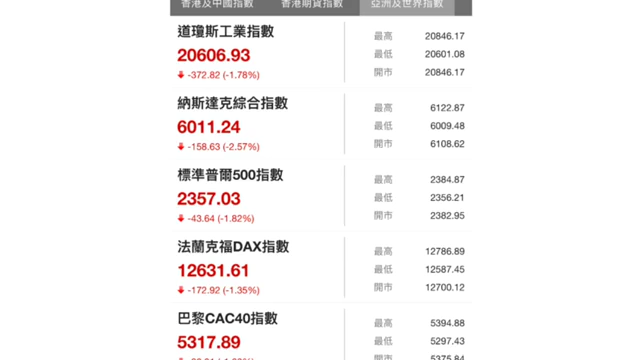 香港及中國指數 香港期貨指數 亞洲及世界指數
道瓊斯工業指數
20606.93
-372.82 (-1.78%)
最高 20846.17
最低 20601.08
開市 20846.17
納斯達克綜合指數
6011.24
-158.63 (-2.57%)
最高 6122.87
最低 6009.48
開市 6108.62
標準普爾500指數
2357.03
-43.64 (-1.82%)
最高 2384.87
最低 2356.21
開市 2382.95
法蘭克福DAX指數
12631.61
-172.92 (-1.35%)
最高 12786.89
最低 12587.45
開市 12700.12
巴黎CAC40指數
5317.89
最高 5394.88
最低 5297.43
開市 5375.84